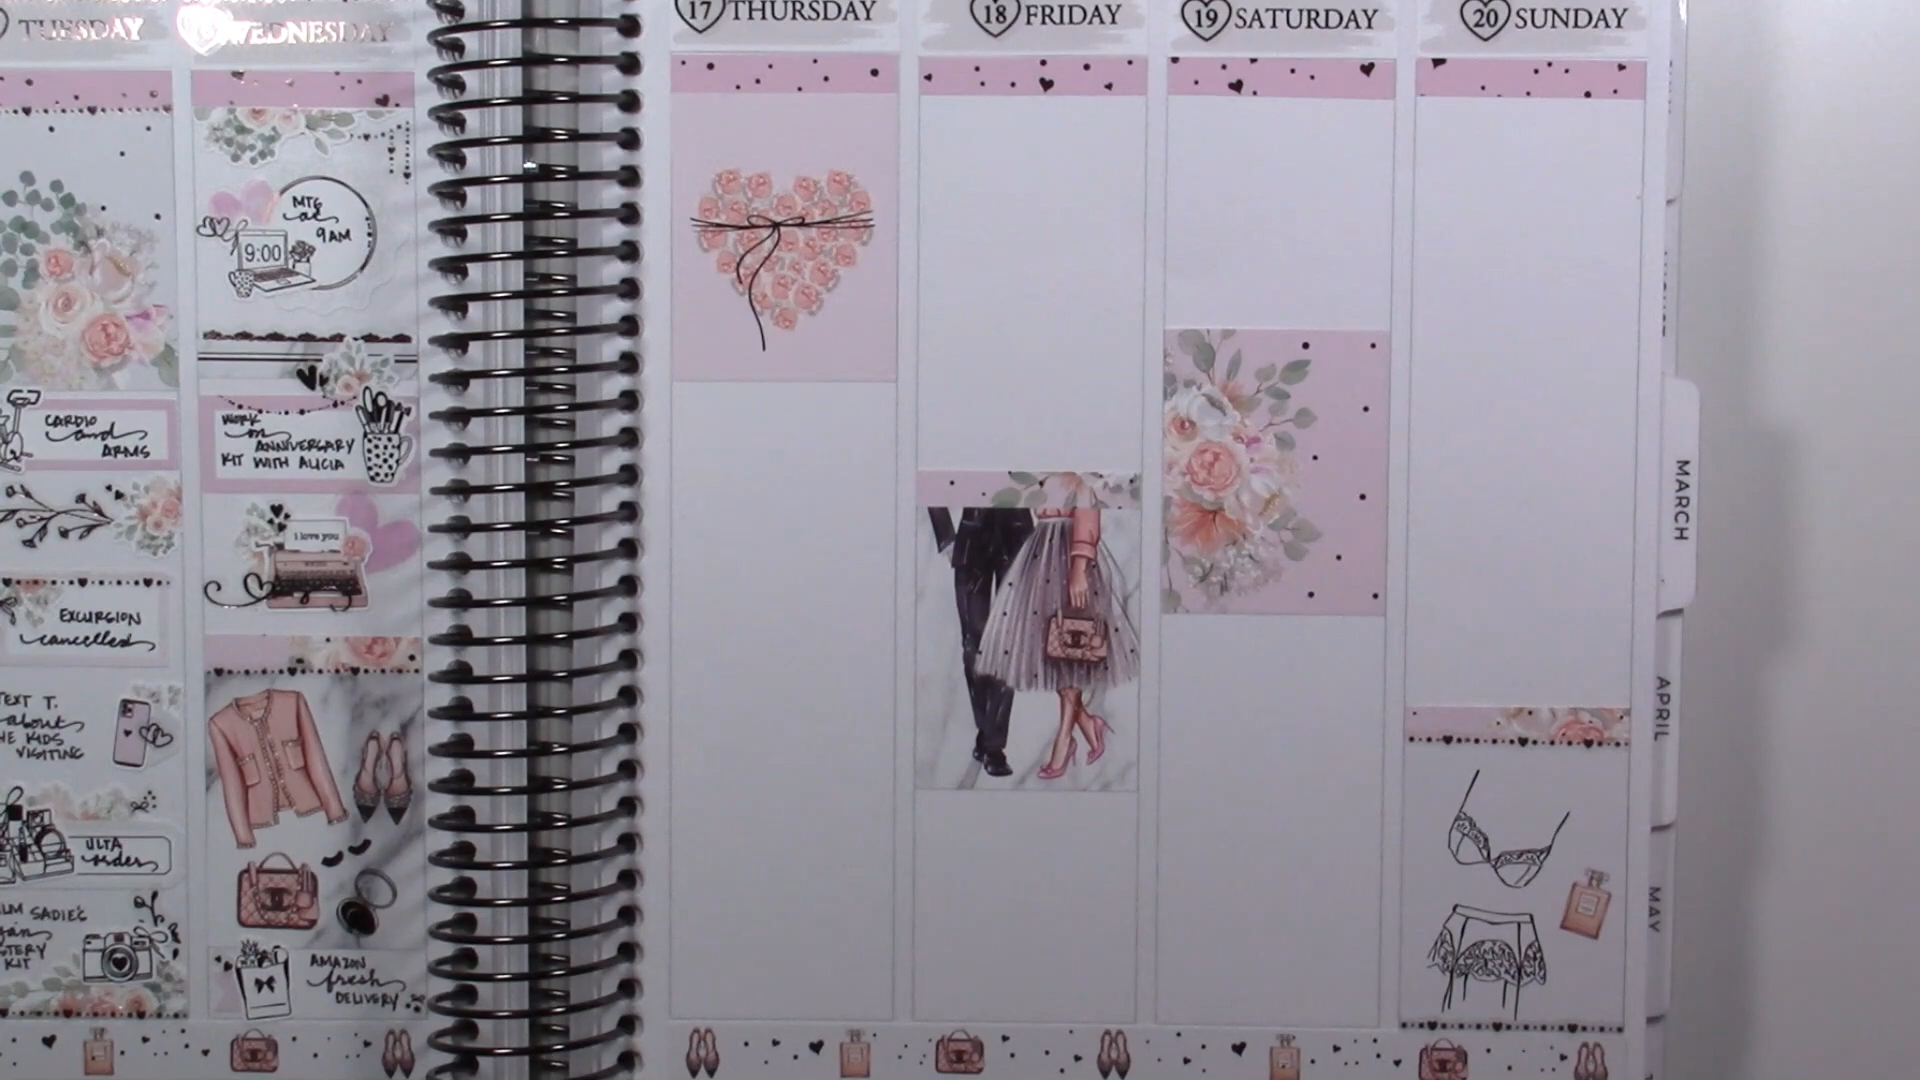 TUESDAY
WEDNESDAY
17 THURSDAY
18 FRIDAY
19 SATURDAY
20 SUNDAY
CARDIO
and
ARMS
EXCURSION
cancelled
TEXT T.
about
THE KIDS
VISITING
ULTA
order
SADIE'S
KIT
MTG
at
9AM
9:00
WORK
on
ANNIVERSARY
KIT WITH ALICIA
i love you
AMAZON
fresh
DELIVERY
MARCH
APRIL
MAY